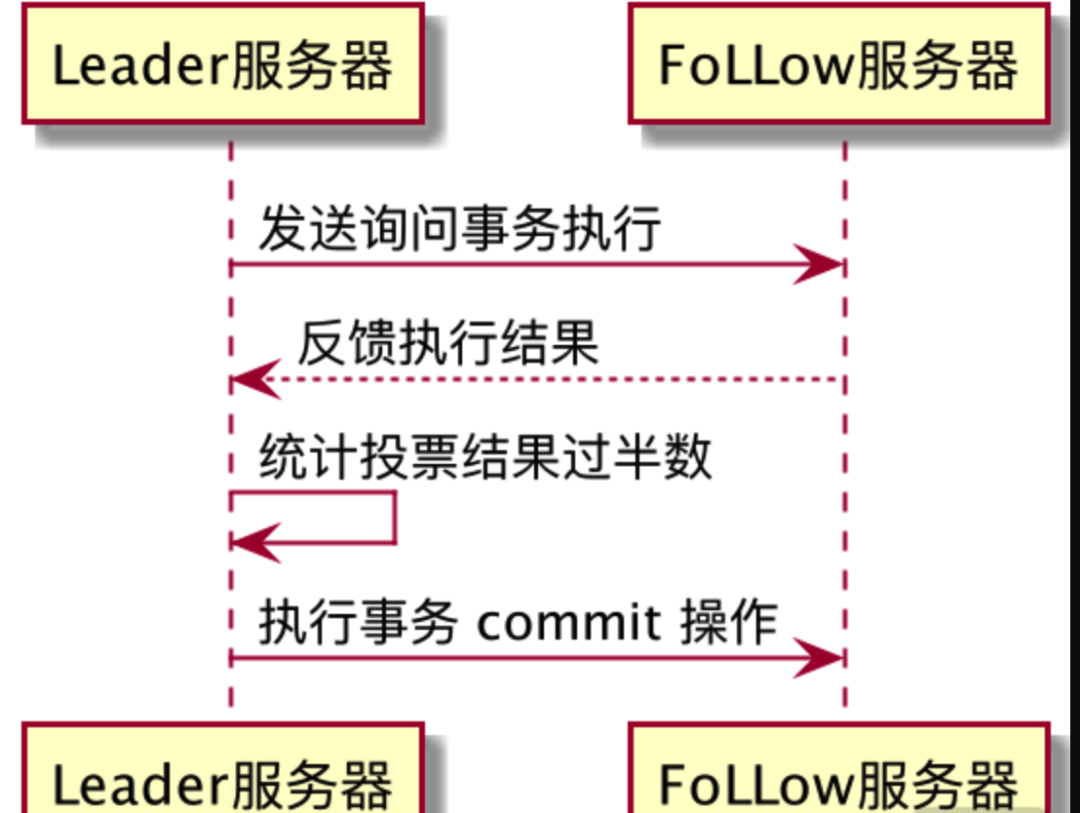 Leader服务器
FoLLow服务器
发送询问事务执行
反馈执行结果
统计投票结果过半数
执行事务 commit 操作
Leader服务器
FoLLow服务器